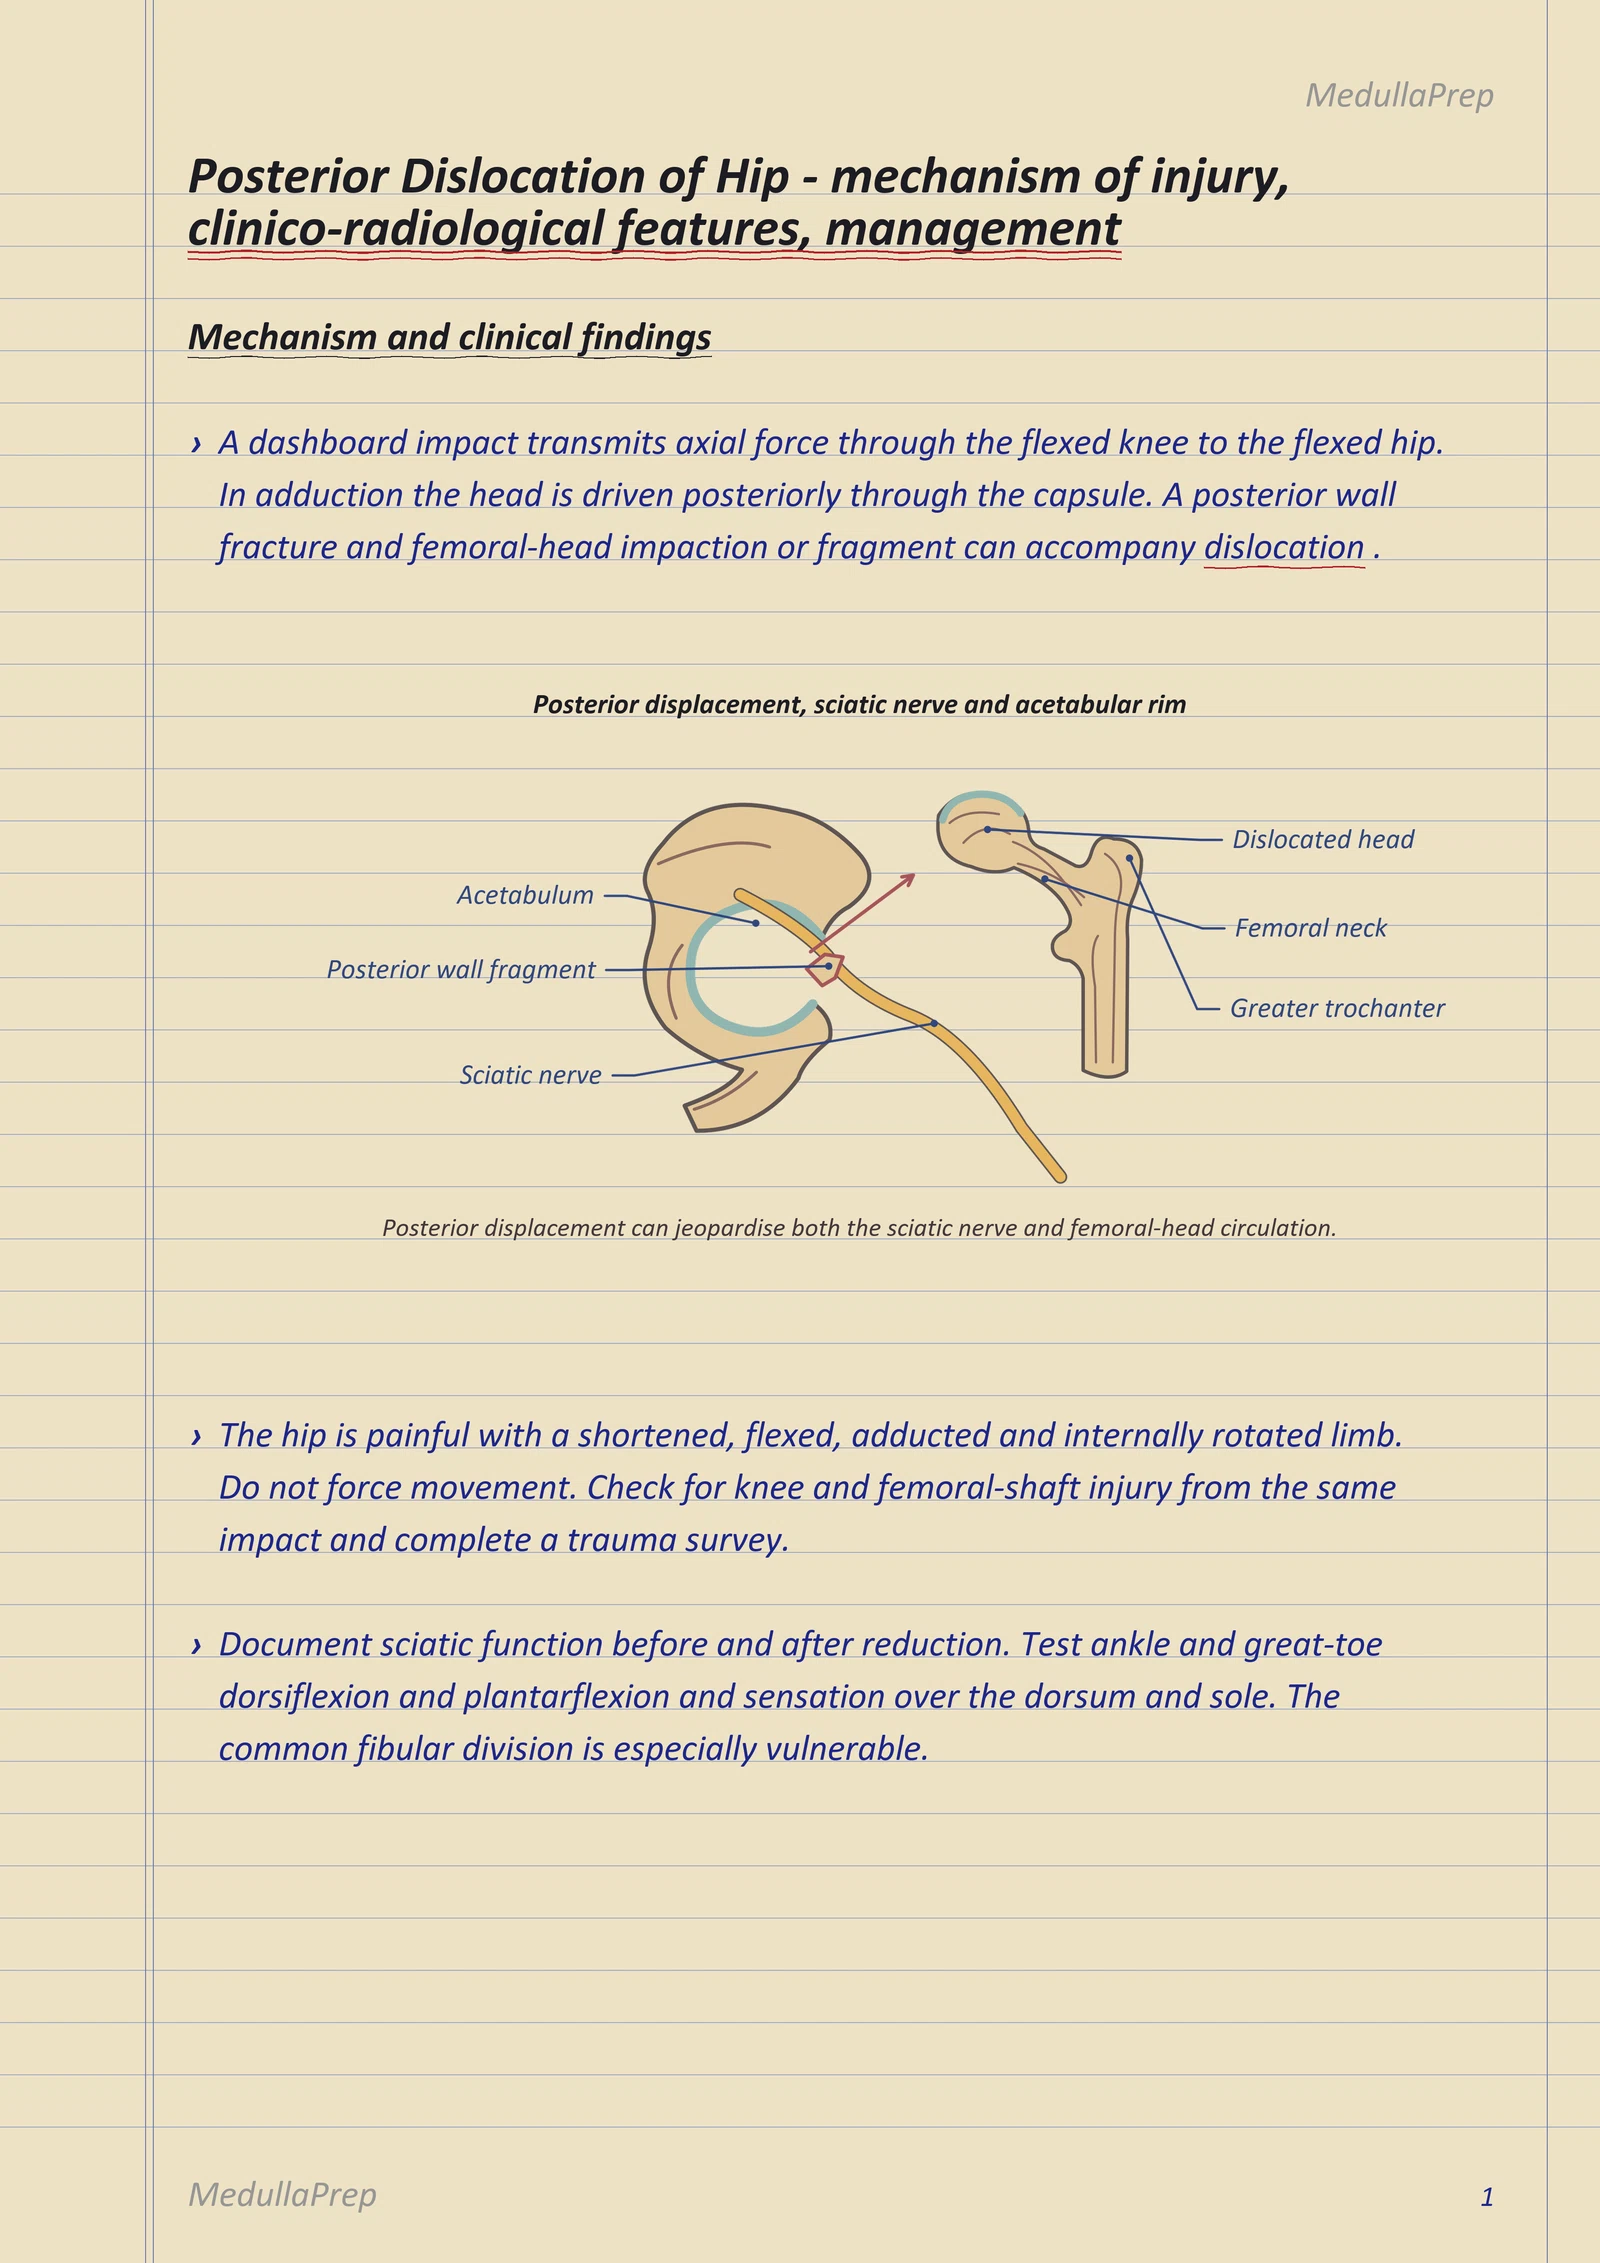 MedullaPrep
Posterior Dislocation of Hip - mechanism of injury,
clinico-radiological features, management
Mechanism and clinical findings
› A dashboard impact transmits axial force through the flexed knee to the flexed hip.
In adduction the head is driven posteriorly through the capsule. A posterior wall
fracture and femoral-head impaction or fragment can accompany dislocation .
Posterior displacement, sciatic nerve and acetabular rim
Dislocated head
Acetabulum
Femoral neck
Posterior wall fragment
Greater trochanter
Sciatic nerve
Posterior displacement can jeopardise both the sciatic nerve and femoral-head circulation.
› The hip is painful with a shortened, flexed, adducted and internally rotated limb.
Do not force movement. Check for knee and femoral-shaft injury from the same
impact and complete a trauma survey.
› Document sciatic function before and after reduction. Test ankle and great-toe
dorsiflexion and plantarflexion and sensation over the dorsum and sole. The
common fibular division is especially vulnerable.
MedullaPrep
1